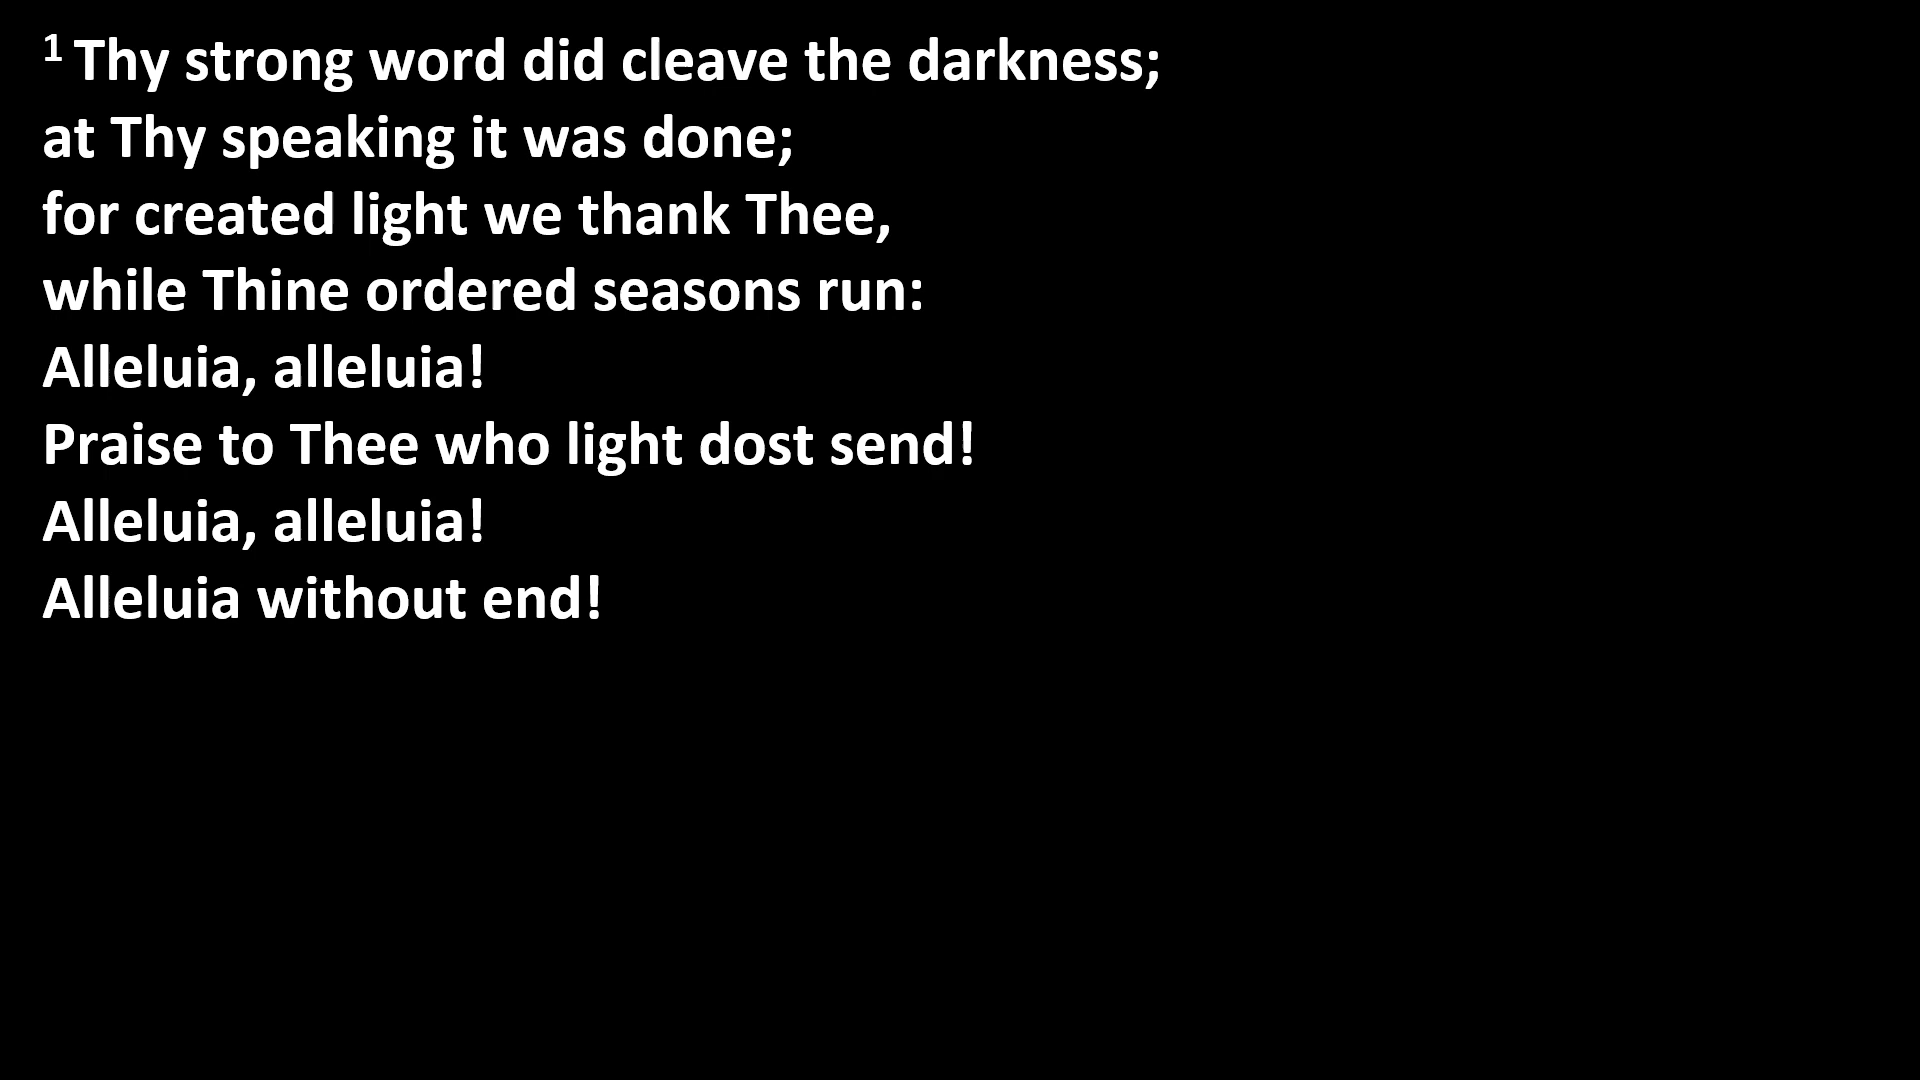 1 Thy strong word did cleave the darkness;
at Thy speaking it was done;
for created light we thank Thee,
while Thine ordered seasons run:
Alleluia, alleluia!
Praise to Thee who light dost send!
Alleluia, alleluia!
Alleluia without end!